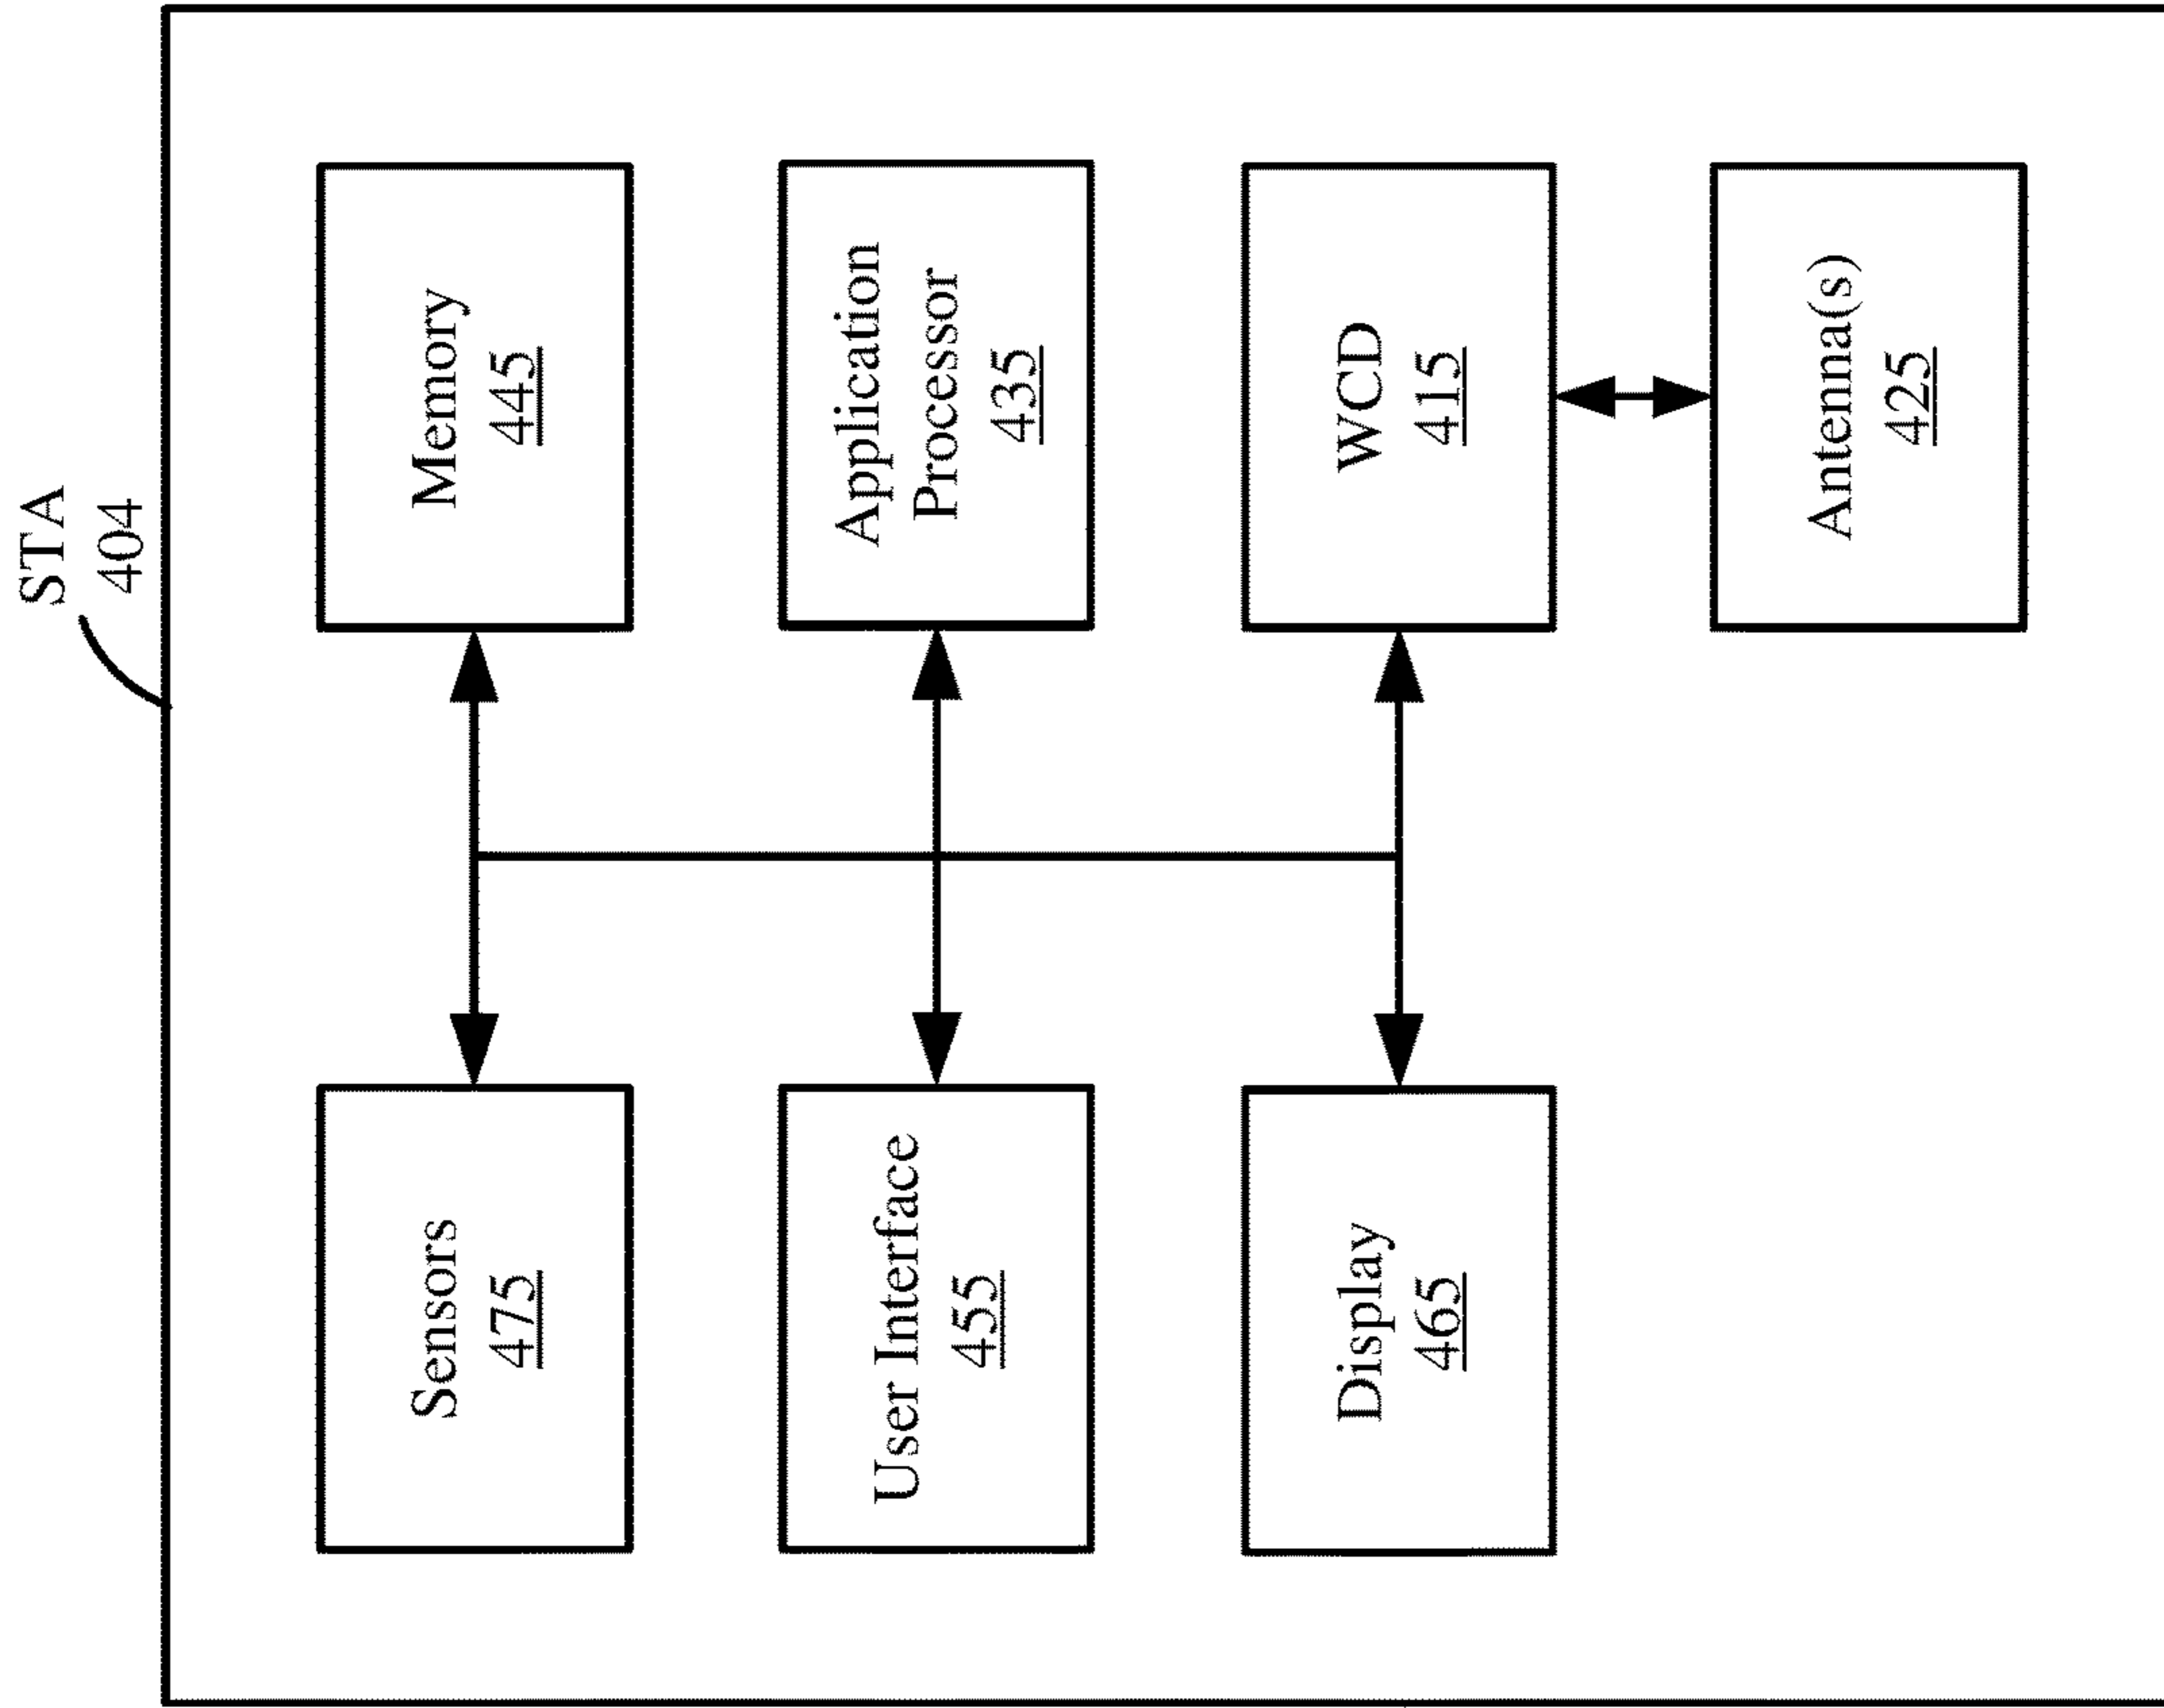 STA
404
Sensors
475
Memory
445
User Interface
455
Application
Processor
435
Display
465
WCD
415
Antenna(s)
425